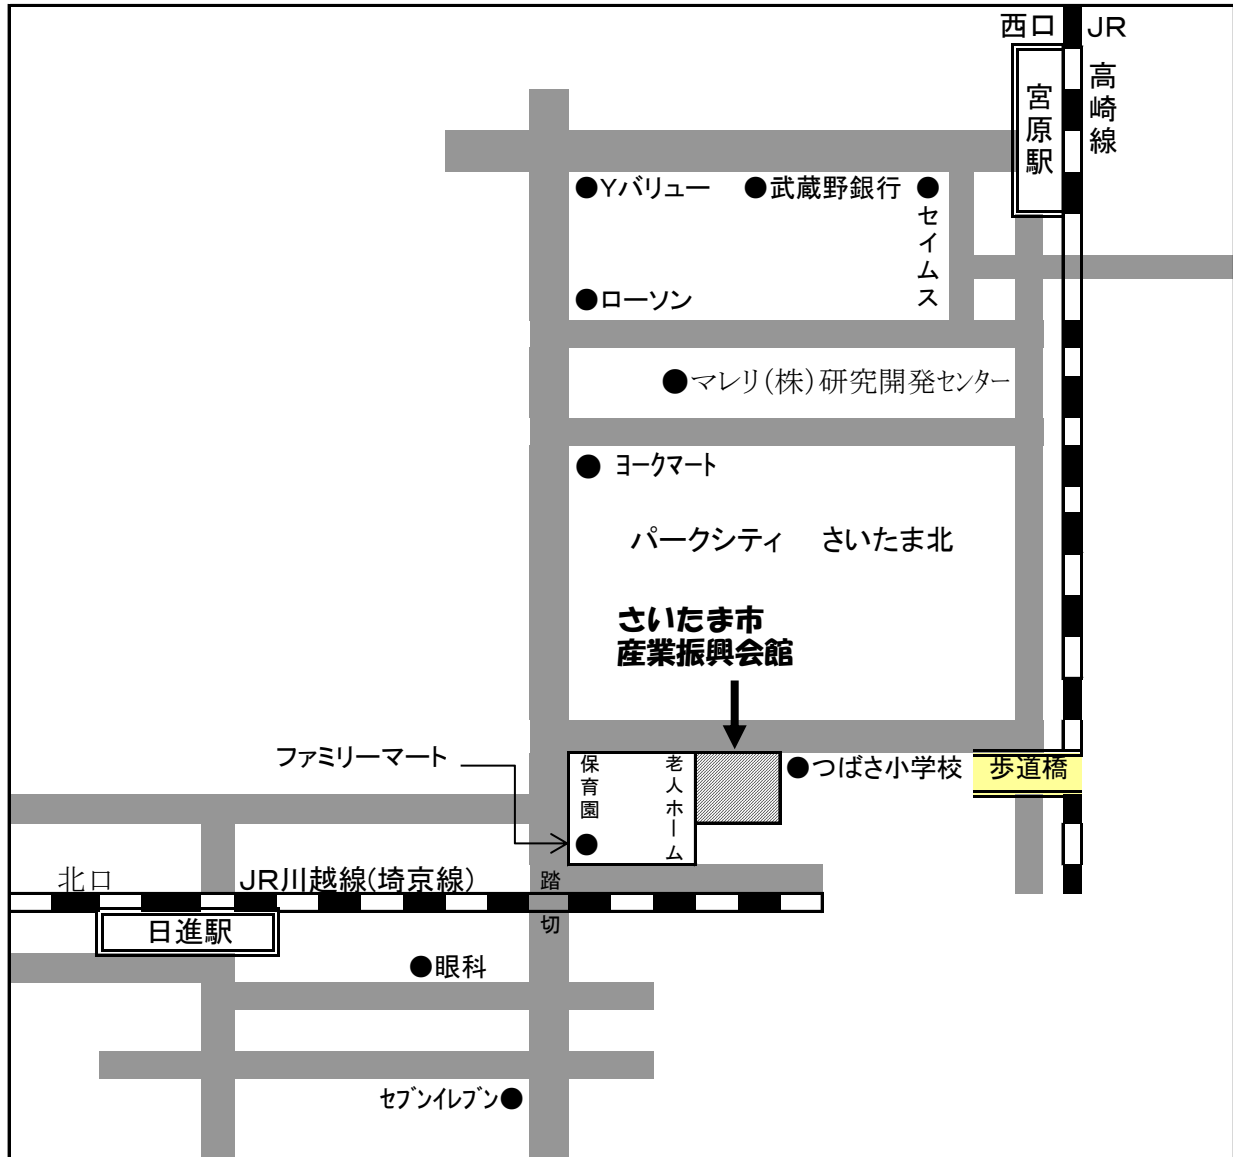 西口
JR
高崎線
宮原駅
●Yバリュー
●武蔵野銀行
●セイムス
●ローソン
●マレリ(株)研究開発センター
● ヨークマート
パークシティ　さいたま北
さいたま市
産業振興会館
ファミリーマート
保育園
老人ホーム
●つばさ小学校
歩道橋
北口
JR川越線(埼京線)
踏切
日進駅
●眼科
セブンイレブン●